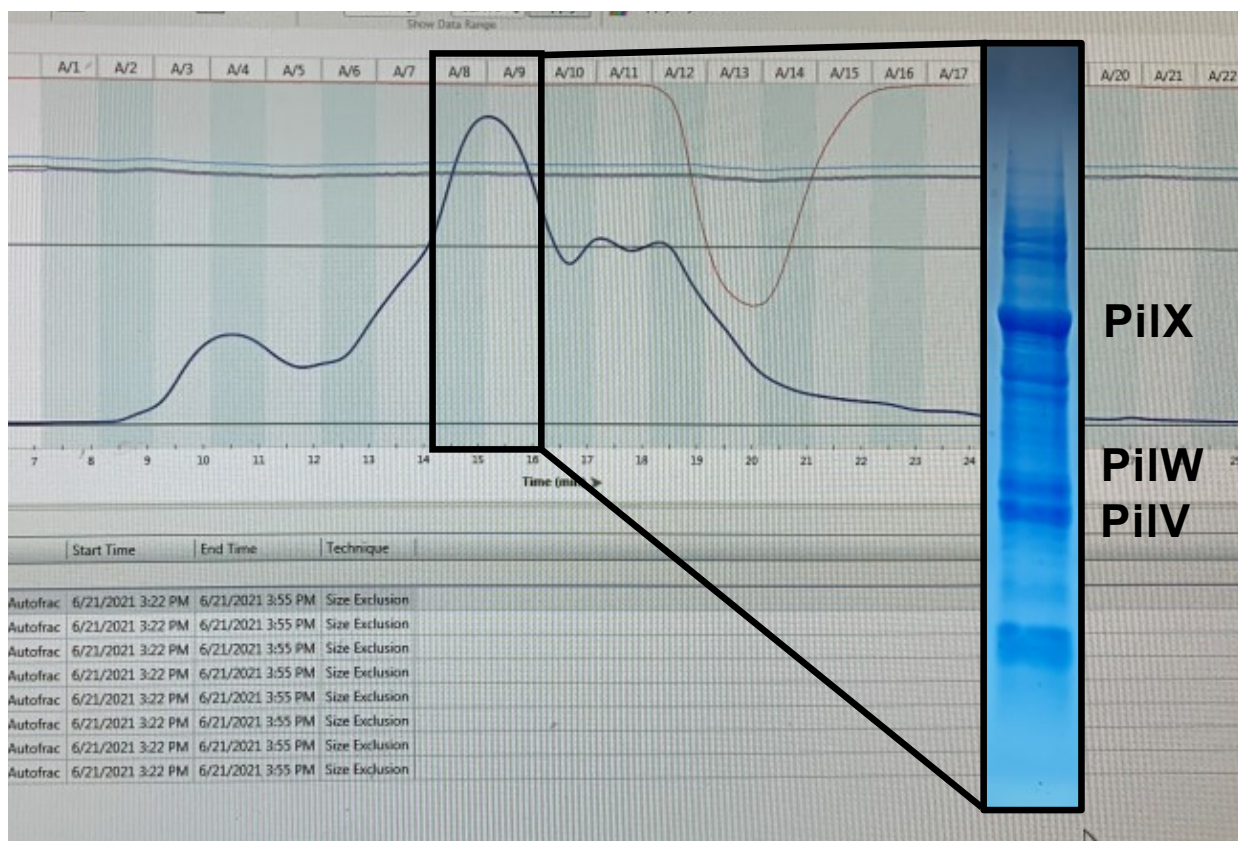 Show Data Range
A/1 A/2 A/3 A/4 A/5 A/6 A/7 A/8 A/9 A/10 A/11 A/12 A/13 A/14 A/15 A/16 A/17 A/20 A/21 A/22
PilX
7 8 9 10 11 12 13 14 15 16 17 18 19 20 21 22 23 24
PilW
Time
PilV
Start Time End Time Technique
Autofrac 6/21/2021 3:22 PM 6/21/2021 3:55 PM Size Exclusion
Autofrac 6/21/2021 3:22 PM 6/21/2021 3:55 PM Size Exclusion
Autofrac 6/21/2021 3:22 PM 6/21/2021 3:55 PM Size Exclusion
Autofrac 6/21/2021 3:22 PM 6/21/2021 3:55 PM Size Exclusion
Autofrac 6/21/2021 3:22 PM 6/21/2021 3:55 PM Size Exclusion
Autofrac 6/21/2021 3:22 PM 6/21/2021 3:55 PM Size Exclusion
Autofrac 6/21/2021 3:22 PM 6/21/2021 3:55 PM Size Exclusion
Autofrac 6/21/2021 3:22 PM 6/21/2021 3:55 PM Size Exclusion